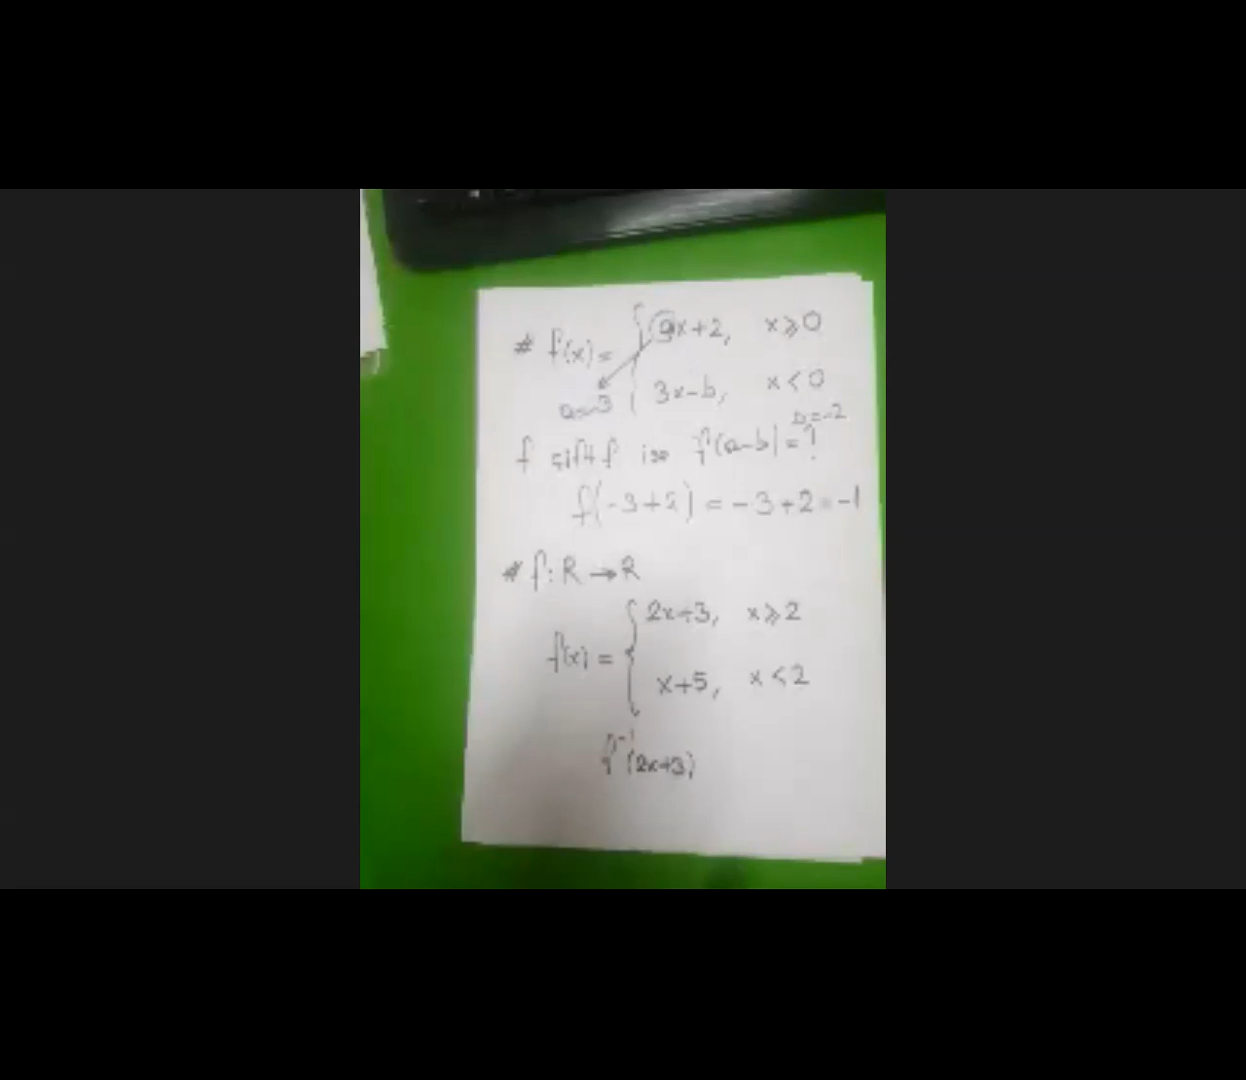 # f(x) = { ax+2, x⩾0
3x-b, x<0
a=-3
b=-2
f çift f ise f(a-b)=?
f(-3+2) = -3+2=-1
# f: R → R
f(x) = { 2x+3, x⩾2
x+5, x<2
f⁻¹(2x+3)